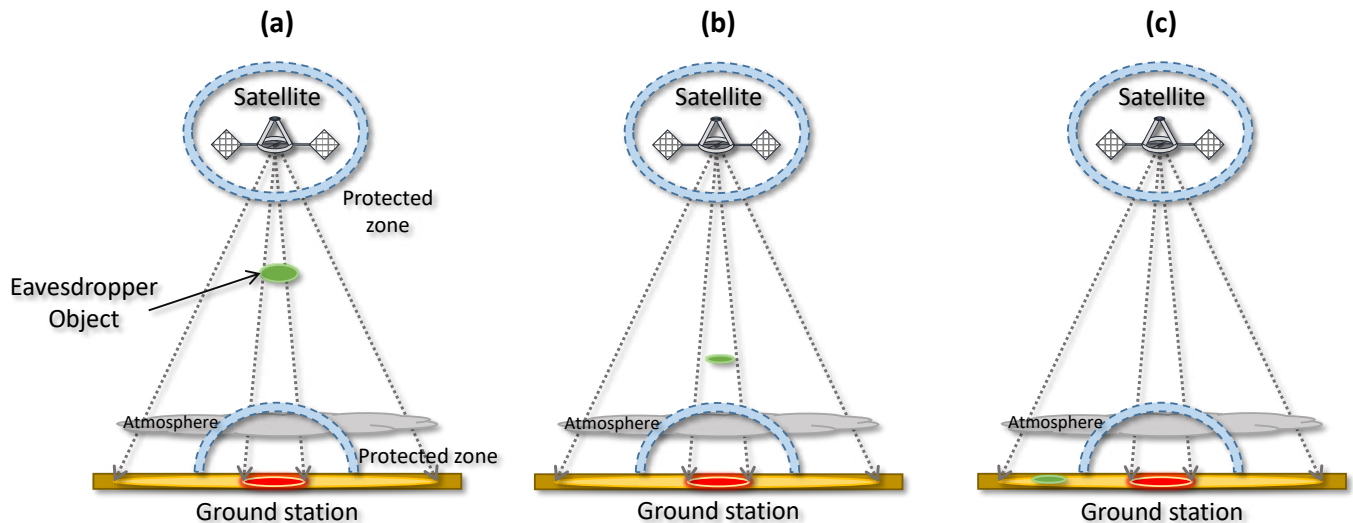 (a)
Satellite
Protected
zone
Eavesdropper
Object
Atmosphere
Protected zone
Ground station
(b)
Satellite
Atmosphere
Ground station
(c)
Satellite
Atmosphere
Ground station